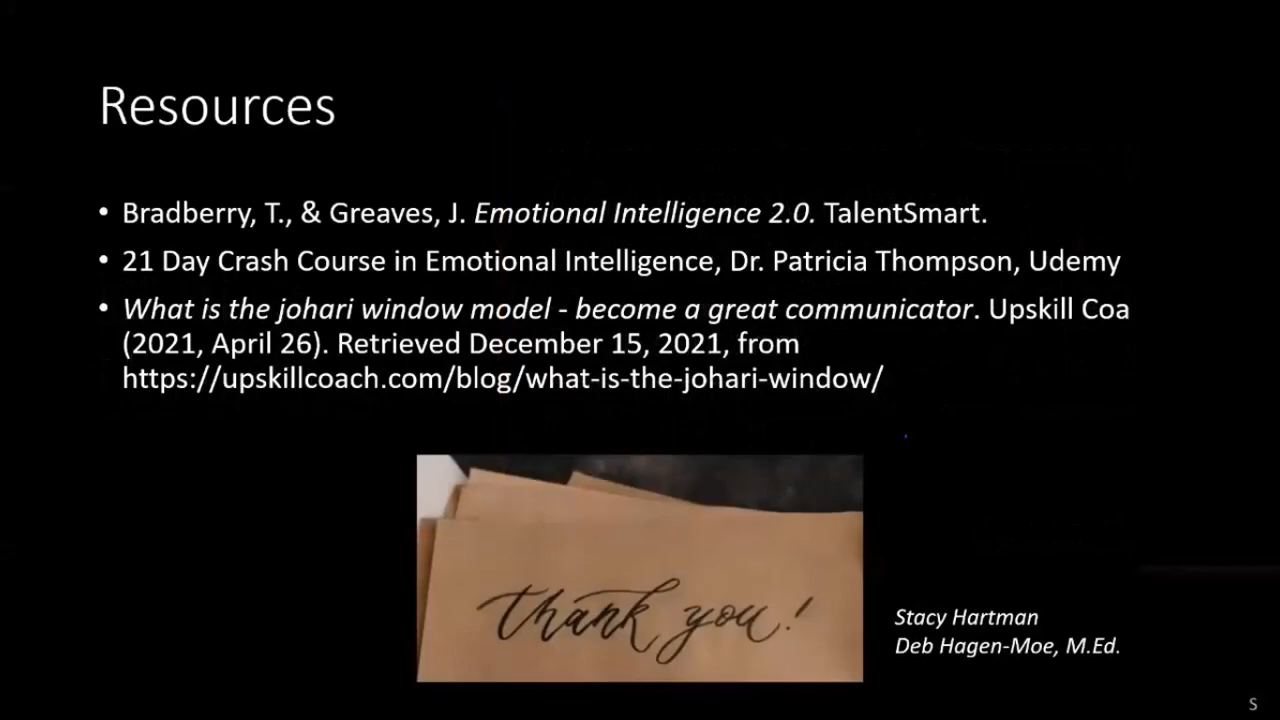 Resources
• Bradberry, T., & Greaves, J. Emotional Intelligence 2.0. TalentSmart.
• 21 Day Crash Course in Emotional Intelligence, Dr. Patricia Thompson, Udemy
• What is the johari window model - become a great communicator. Upskill Coa
(2021, April 26). Retrieved December 15, 2021, from
https://upskillcoach.com/blog/what-is-the-johari-window/
thank you!
Stacy Hartman
Deb Hagen-Moe, M.Ed.
S